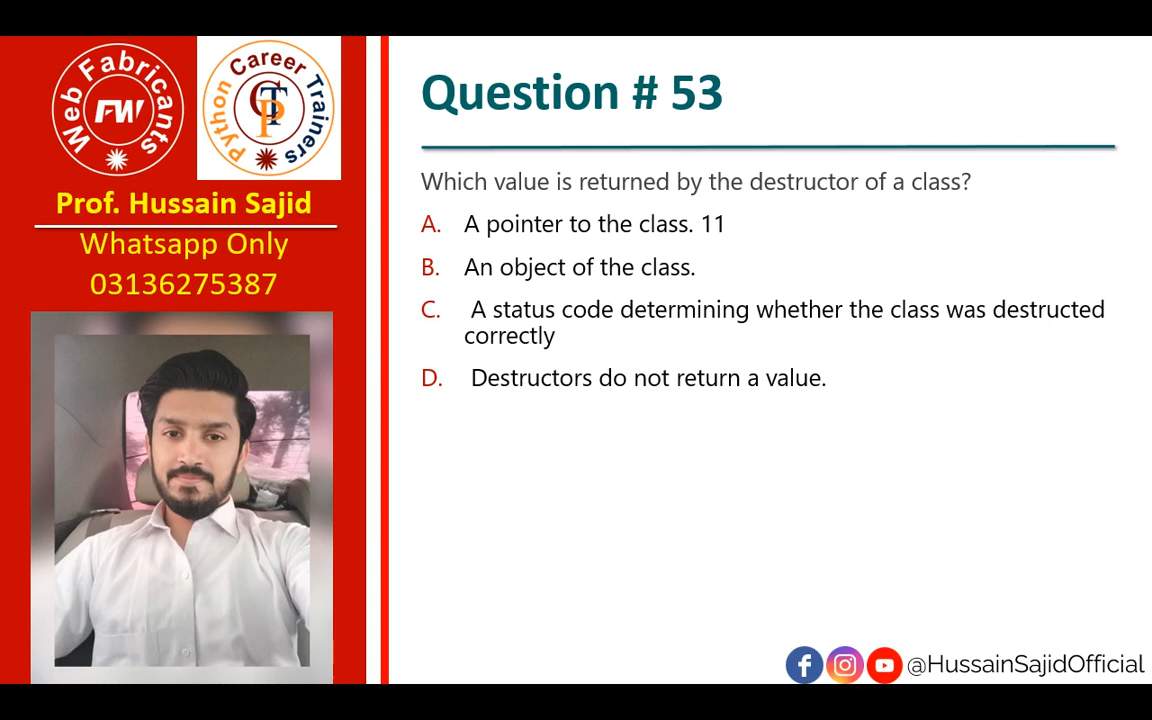 Web Fabricants
FW
Python Career Trainers
CTP
Prof. Hussain Sajid
Whatsapp Only
03136275387
Question # 53
Which value is returned by the destructor of a class?
A. A pointer to the class. 11
B. An object of the class.
C. A status code determining whether the class was destructed
correctly
D. Destructors do not return a value.
@HussainSajidOfficial